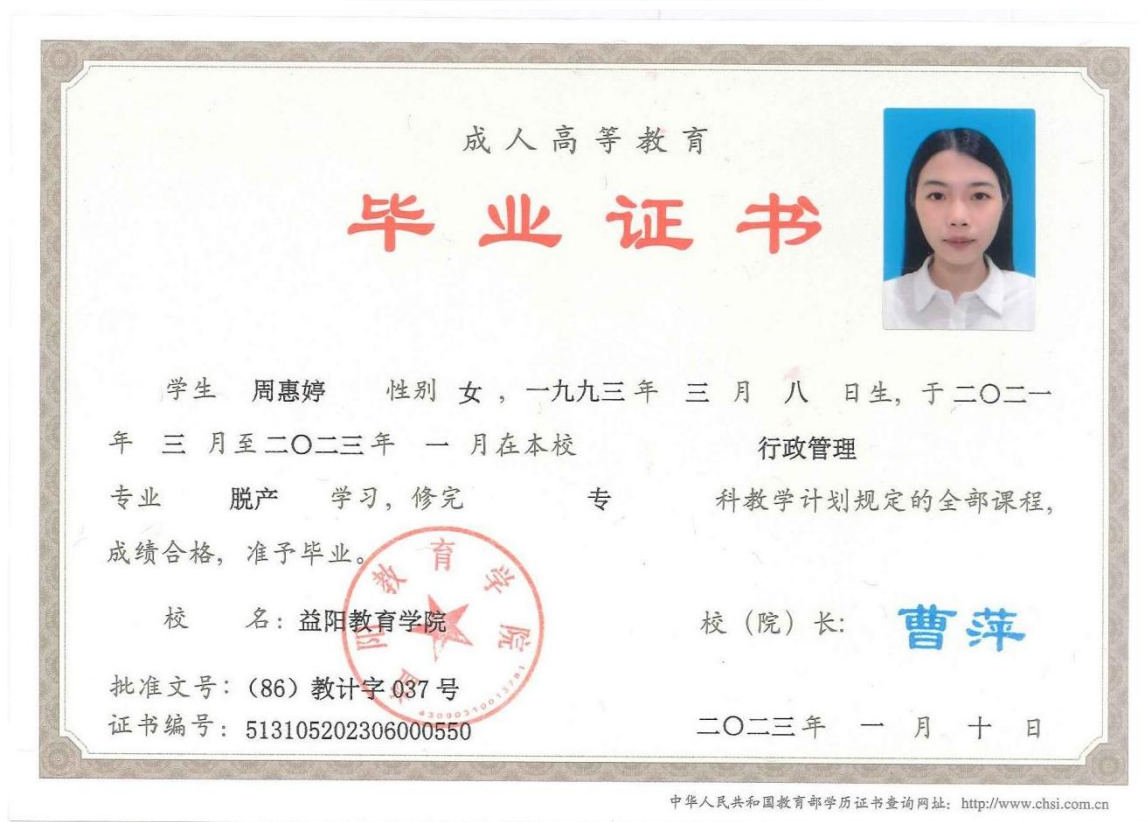 成人高等教育
毕业证书
学生 周惠婷 性别 女，一九九三年 三 月 八 日生，于二〇二一
年 三 月至二〇二三年 一 月在本校 行政管理
专业 脱产 学习，修完 专 科教学计划规定的全部课程，
成绩合格，准予毕业。
校 名：益阳教育学院
校（院）长：曹萍
批准文号：（86）教计字 037 号
证书编号：513105202306000550
二〇二三年 一 月 十 日
益阳教育学院
中华人民共和国教育部学历证书查询网址：http://www.chsi.com.cn